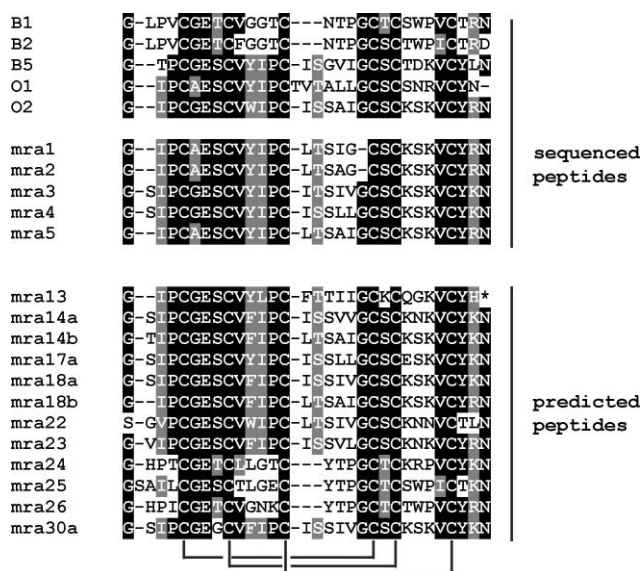 B1 G-LPVCGETCVGGTC---NTPGCTCSWPVCTRN
B2 G-LPVCGETCFGGTC---NTPGCSCTWPICTRD
B5 G--TPCGESCVYIPC-ISGVIGCSCTDKVCYLN
O1 G--IPCAESCVYIPCTVTALLGCSCSNRVCYN-
O2 G--IPCGESCVWIPC-ISSAIGCSCKSKVCYRN
mra1 G--IPCAESCVYIPC-LTSIG-CSCKSKVCYRN
mra2 G--IPCAESCVYIPC-LTSAG-CSCKSKVCYRN
mra3 G-SIPCGESCVYIPC-ITSIVGCSCKSKVCYKN
mra4 G-SIPCGESCVYIPC-ISSLLGCSCKSKVCYKN
mra5 G--IPCAESCVYIPC-LTSAIGCSCKSKVCYRN
sequenced
peptides
mra13 G--IPCGESCVYLPC-FTTIIGCKCQGKVCYH*
mra14a G-SIPCGESCVFIPC-ISSVVGCSCKNKVCYKN
mra14b G-TIPCGESCVFIPC-LTSAIGCSCKSKVCYKN
mra17a G-SIPCGESCVYIPC-ISSLLGCSCESKVCYKN
mra18a G-SIPCGESCVFIPC-ISSIVGCSCKSKVCYKN
mra18b G--IPCGESCVFIPC-LTSAIGCSCKSKVCYRN
mra22 S-GVPCGESCVWIPC-LTSIVGCSCKNNVCTLN
mra23 G-VIPCGESCVFIPC-ISSVLGCSCKNKVCYRN
mra24 G-HPTCGETCLLGTC---YTPGCTCKRPVCYKN
mra25 GSAILCGESCTLGEC---YTPGCTCSWPICTKN
mra26 G-HPICGETCVGNKC---YTPGCTCTWPVCYRN
mra30a G-SIPCGEGCVFIPC-ISSIVGCSCKSKVCYKN
predicted
peptides